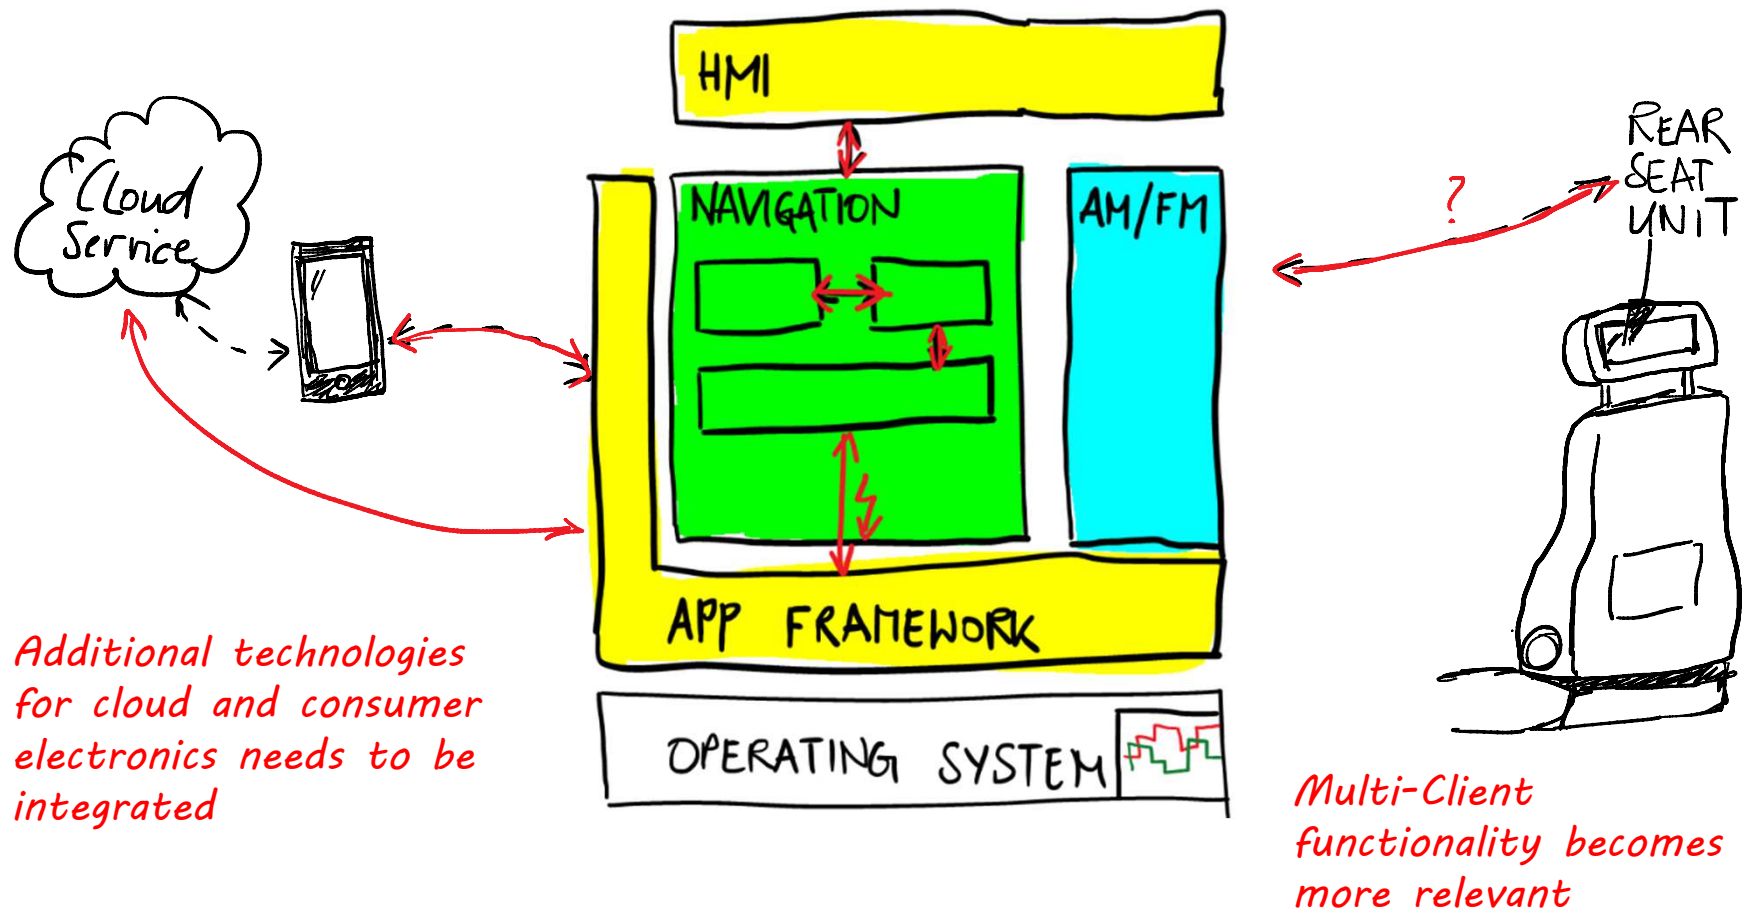 HMI
Cloud
Service
NAVIGATION
AM/FM
?
REAR
SEAT
UNIT
APP FRAMEWORK
OPERATING SYSTEM
Additional technologies
for cloud and consumer
electronics needs to be
integrated
Multi-Client
functionality becomes
more relevant